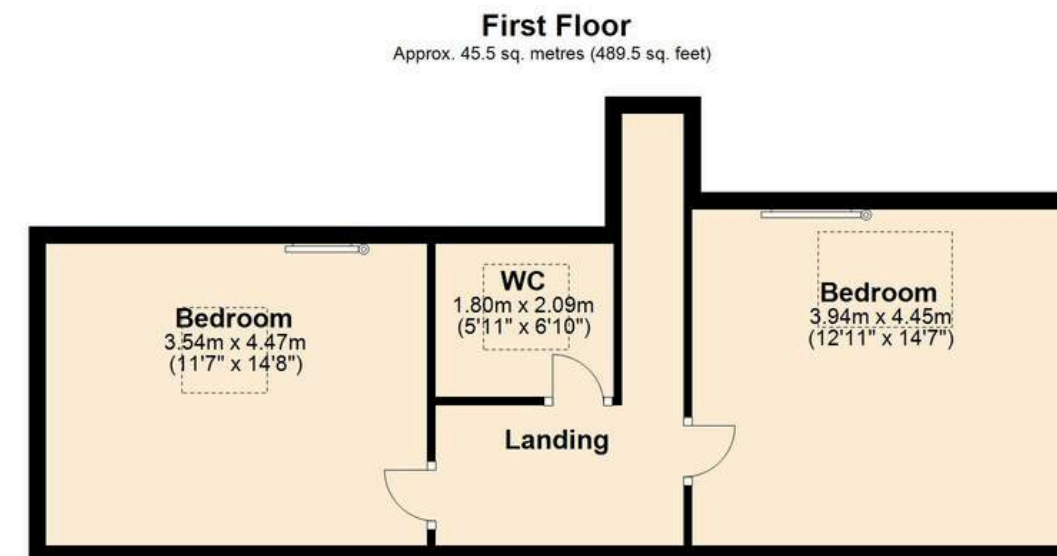 First Floor
Approx. 45.5 sq. metres (489.5 sq. feet)
Bedroom
3.54m x 4.47m
(11'7" x 14'8")
WC
1.80m x 2.09m
(5'11" x 6'10")
Bedroom
3.94m x 4.45m
(12'11" x 14'7")
Landing